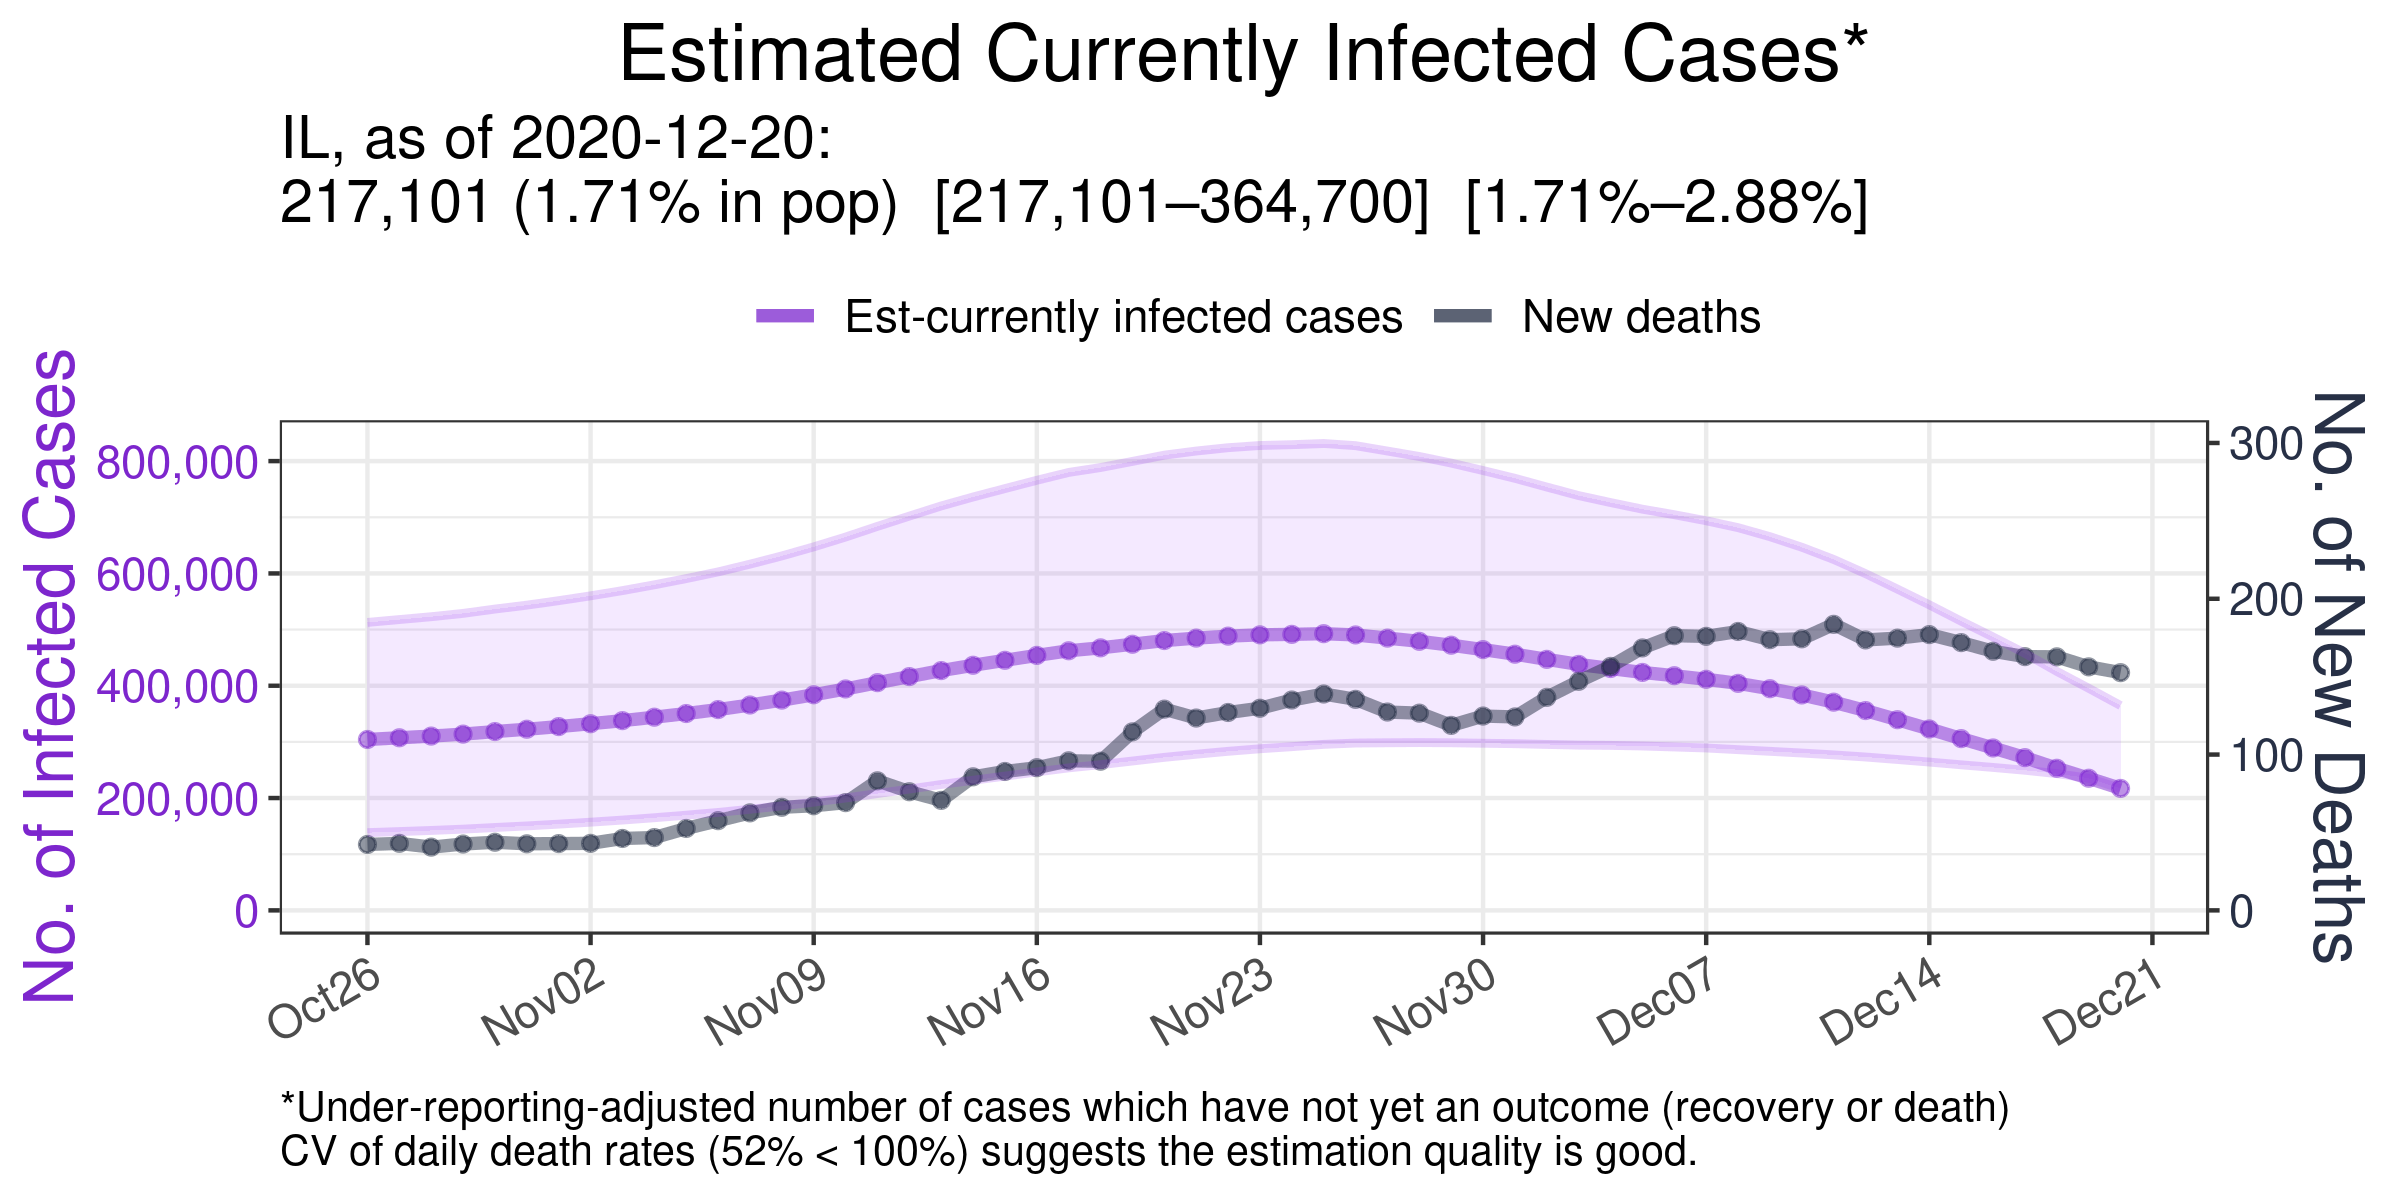 Estimated Currently Infected Cases*
IL, as of 2020-12-20:
217,101 (1.71% in pop)  [217,101–364,700]  [1.71%–2.88%]
Est-currently infected cases
New deaths
No. of Infected Cases
800,000
600,000
400,000
200,000
0
300
200
100
0
No. of New Deaths
Oct26
Nov02
Nov09
Nov16
Nov23
Nov30
Dec07
Dec14
Dec21
*Under-reporting-adjusted number of cases which have not yet an outcome (recovery or death)
CV of daily death rates (52% < 100%) suggests the estimation quality is good.